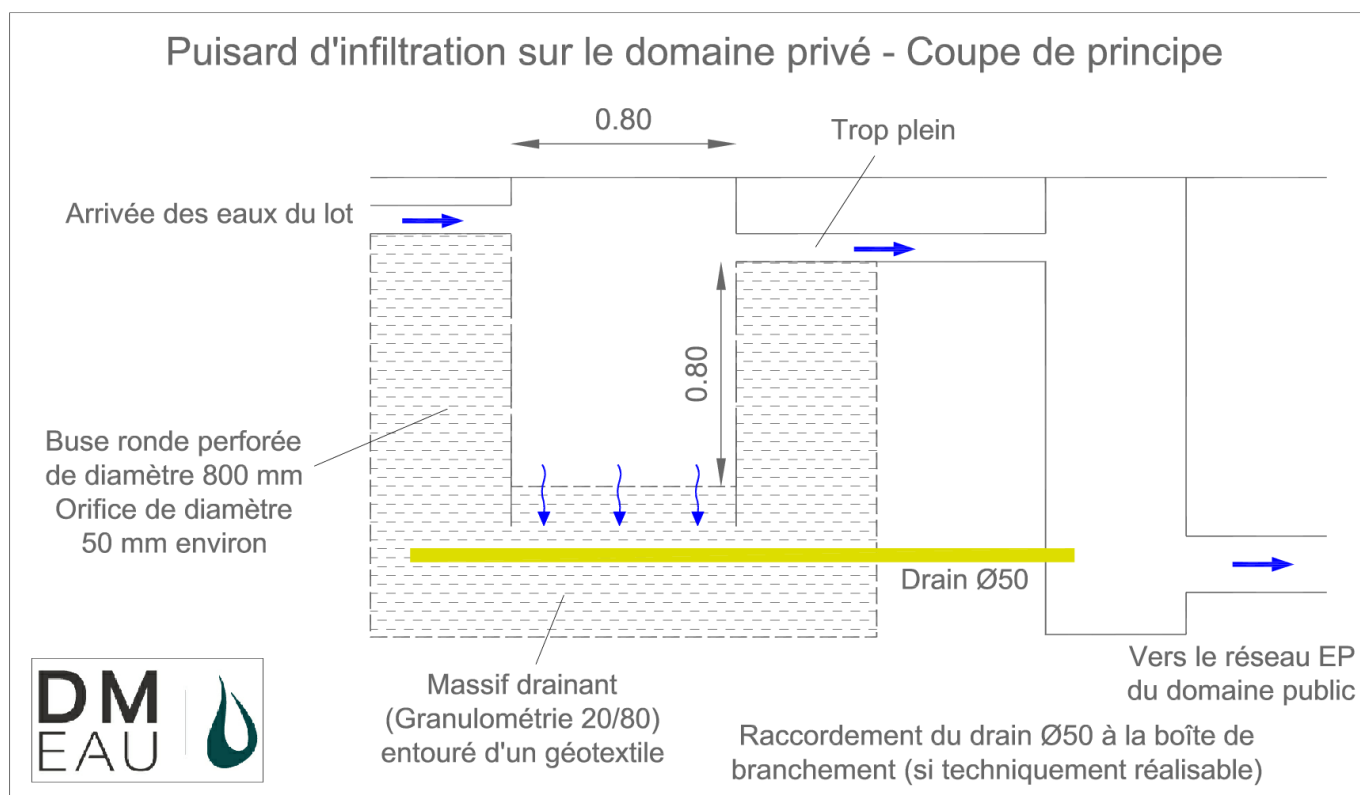 Puisard d'infiltration sur le domaine privé - Coupe de principe
0.80
Trop plein
Arrivée des eaux du lot
0.80
Buse ronde perforée
de diamètre 800 mm
Orifice de diamètre
50 mm environ
Drain Ø50
Massif drainant
(Granulométrie 20/80)
entouré d'un géotextile
Vers le réseau EP
du domaine public
Raccordement du drain Ø50 à la boîte de
branchement (si techniquement réalisable)
DM
EAU